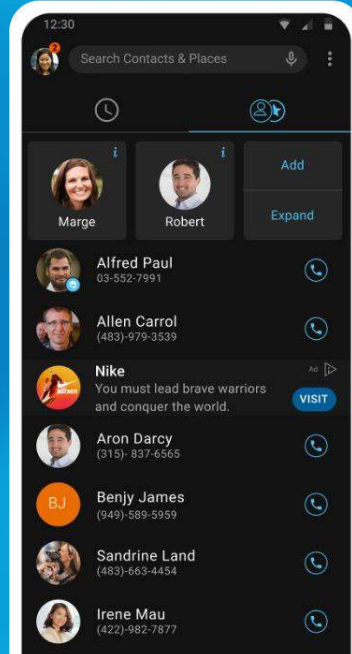 12:30
2
Search Contacts & Places
i
i
Marge
Robert
Add
Expand
Alfred Paul
03-552-7991
Allen Carrol
(483)-979-3539
Nike
Ad
You must lead brave warriors
and conquer the world.
VISIT
Aron Darcy
(315)- 837-6565
BJ
Benjy James
(949)-589-5959
Sandrine Land
(483)-663-4454
Irene Mau
(422)-982-7877